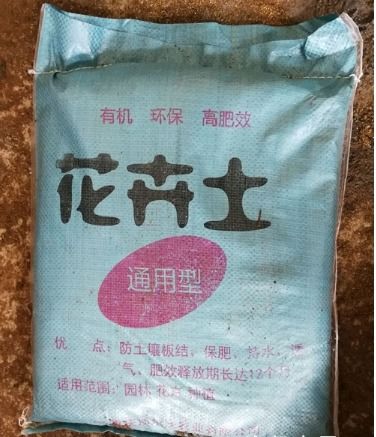 有机 环保 高肥效
花卉土
通用型
优 点：防土壤板结、保肥、持水、透
气、肥效释放期长达12个月
适用范围：园林 花卉 种植